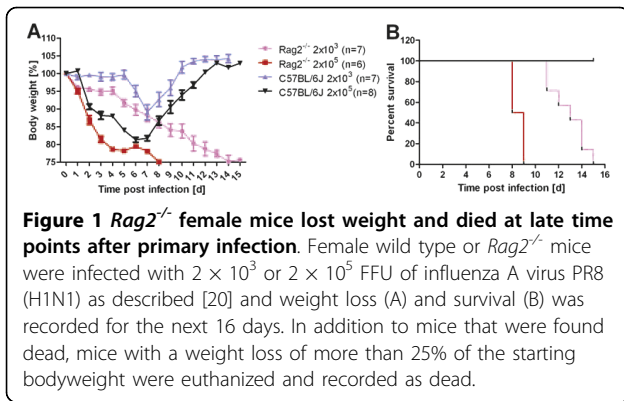 A
B
Rag2-/- 2x10³ (n=7)
Rag2-/- 2x10⁵ (n=6)
C57BL/6J 2x10³ (n=7)
C57BL/6J 2x10⁵ (n=8)
Body weight [%]
105
100
95
90
85
80
75
0 1 2 3 4 5 6 7 8 9 10 11 12 13 14 15
Time post infection [d]
Percent survival
120
100
80
60
40
20
0
0 2 4 6 8 10 12 14 16
Time post infection [d]
Figure 1 Rag2-/- female mice lost weight and died at late time
points after primary infection. Female wild type or Rag2-/- mice
were infected with 2 × 10³ or 2 × 10⁵ FFU of influenza A virus PR8
(H1N1) as described [20] and weight loss (A) and survival (B) was
recorded for the next 16 days. In addition to mice that were found
dead, mice with a weight loss of more than 25% of the starting
bodyweight were euthanized and recorded as dead.